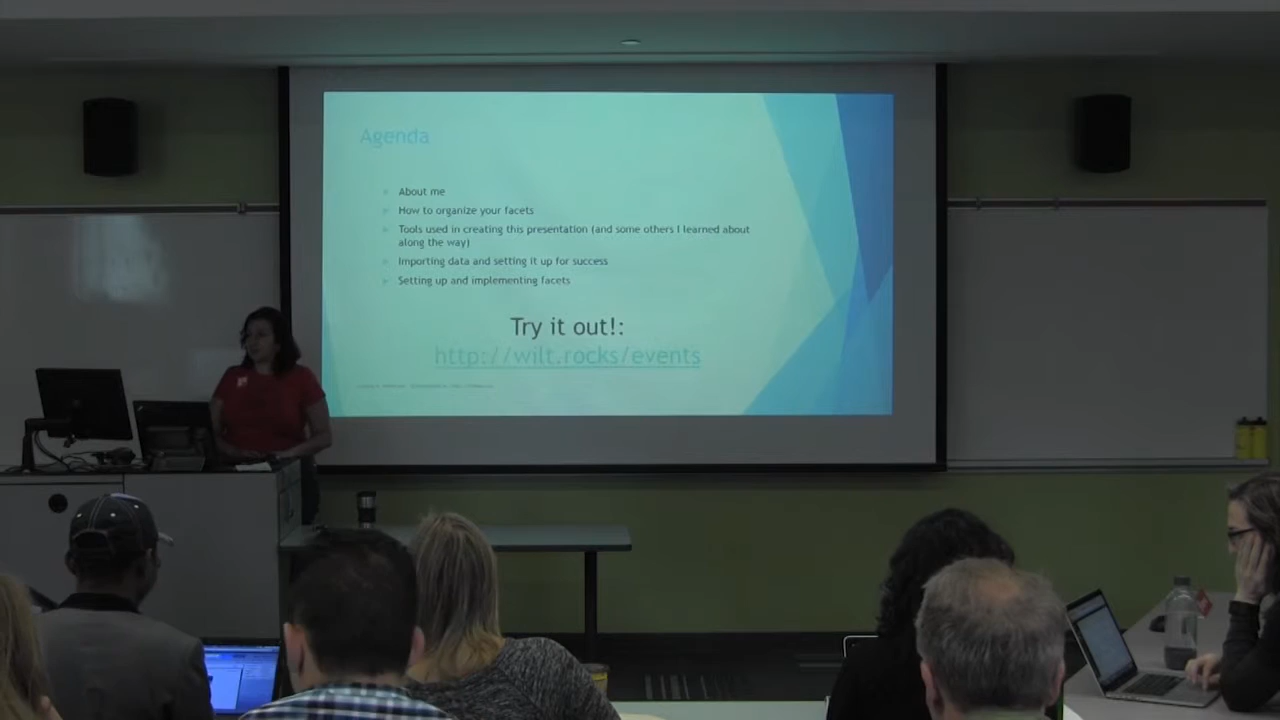 Agenda
About me
How to organize your facets
Tools used in creating this presentation (and some others I learned about
along the way)
Importing data and setting it up for success
Setting up and implementing facets
Try it out!:
http://wilt.rocks/events